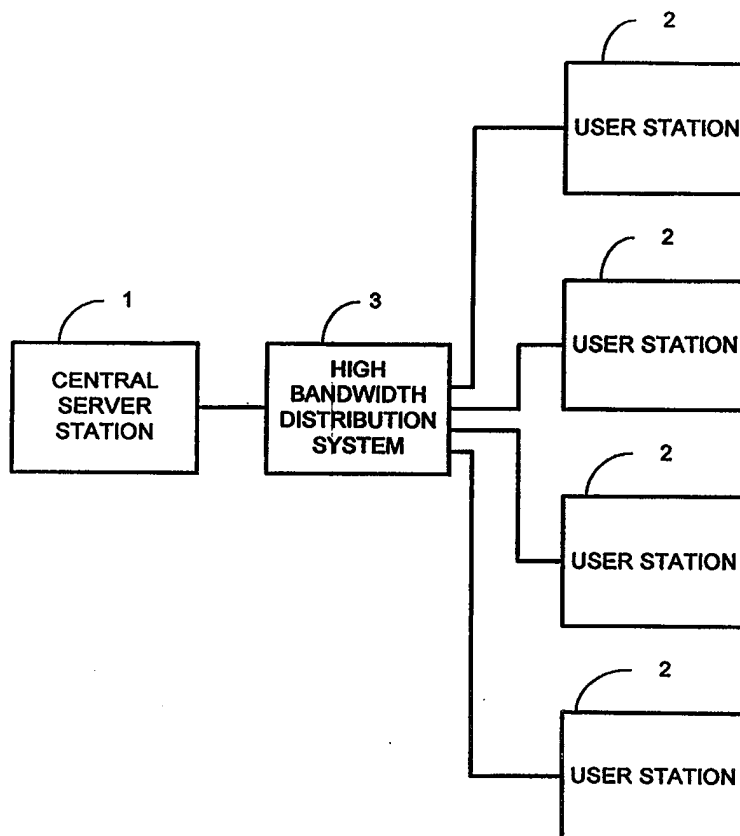 2
USER STATION
2
USER STATION
1
CENTRAL
SERVER
STATION
3
HIGH
BANDWIDTH
DISTRIBUTION
SYSTEM
2
USER STATION
2
USER STATION